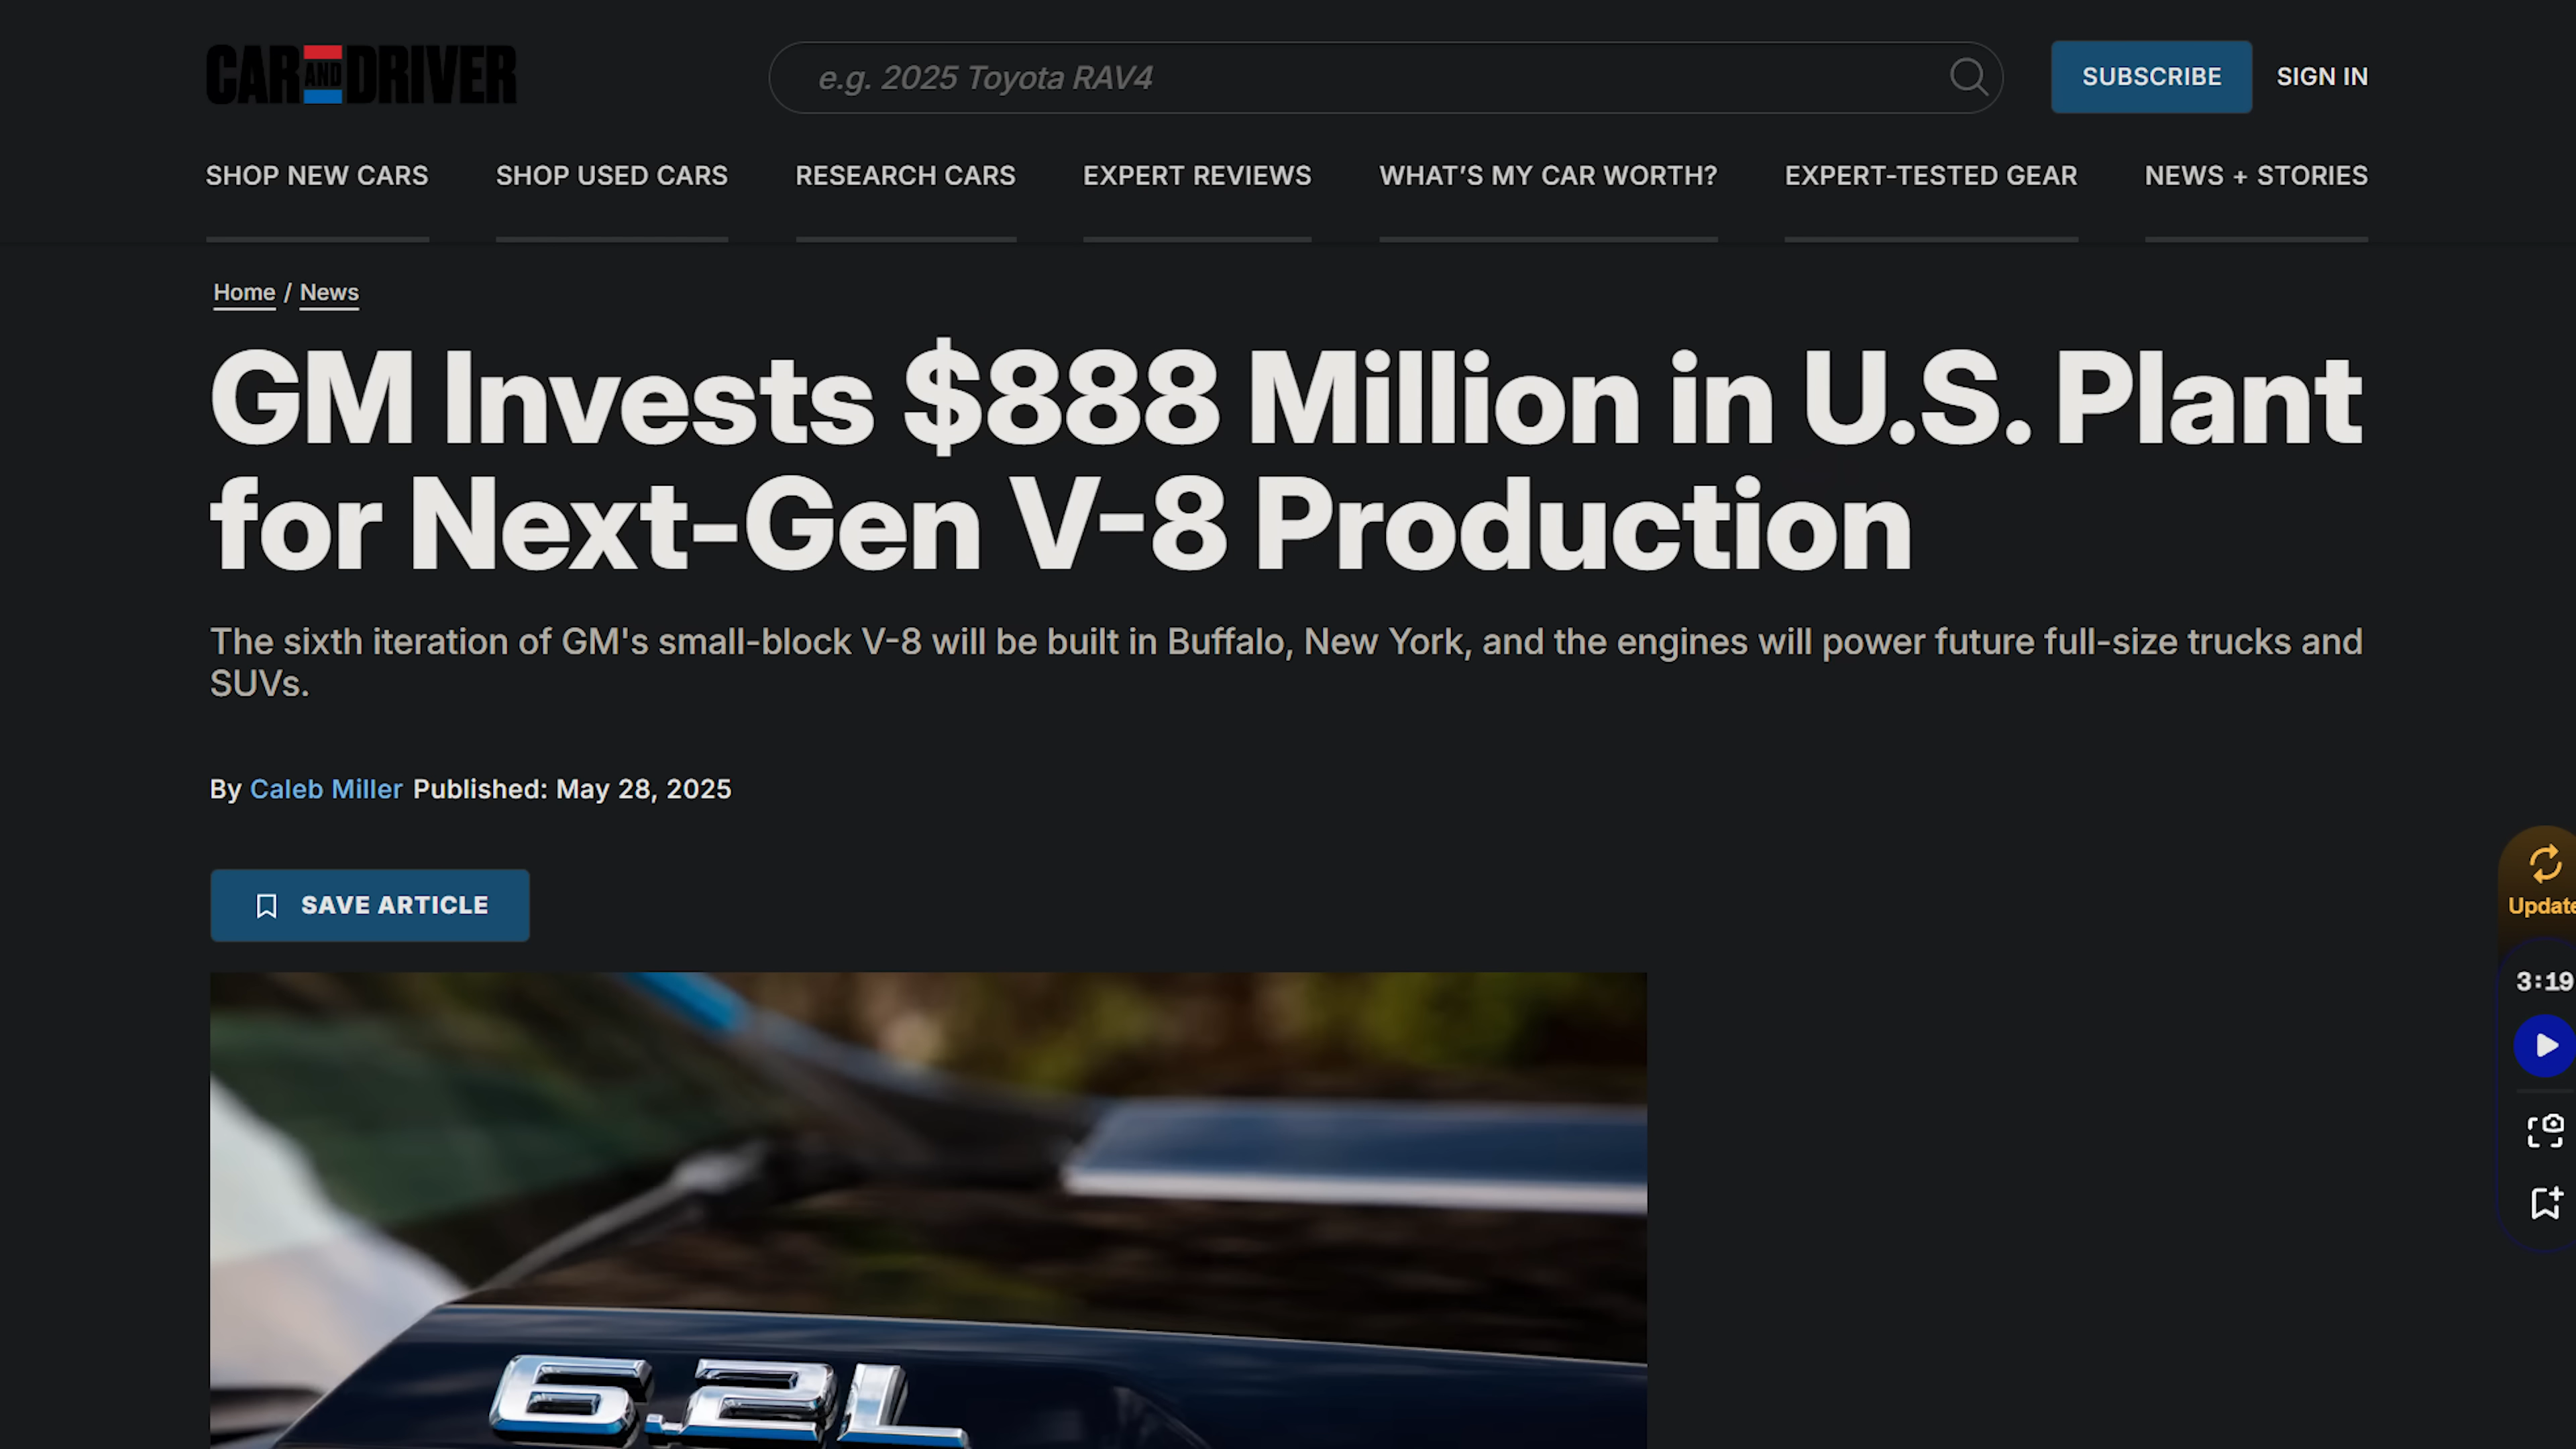 CAR AND DRIVER
e.g. 2025 Toyota RAV4
SUBSCRIBE
SIGN IN
SHOP NEW CARS
SHOP USED CARS
RESEARCH CARS
EXPERT REVIEWS
WHAT'S MY CAR WORTH?
EXPERT-TESTED GEAR
NEWS + STORIES
Home / News
GM Invests $888 Million in U.S. Plant
for Next-Gen V-8 Production
The sixth iteration of GM's small-block V-8 will be built in Buffalo, New York, and the engines will power future full-size trucks and
SUVs.
By Caleb Miller Published: May 28, 2025
SAVE ARTICLE
Update
3:19
6.2L